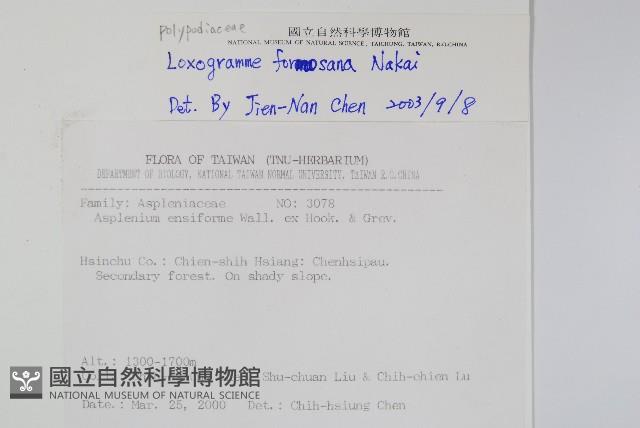 polypodiaceae
國立自然科學博物館
NATIONAL MUSEUM OF NATURAL SCIENCE, TAICHUNG, TAIWAN, R.O.CHINA
Loxogramme formosana Nakai
Det. By Jien-Nan Chen 2003/9/8
FLORA OF TAIWAN (TNU-HERBARIUM)
DEPARTMENT OF BIOLOGY, NATIONAL TAIWAN NORMAL UNIVERSITY, TAIWAN R.O.CHINA
Family: Aspleniaceae NO: 3078
Asplenium ensiforme Wall. ex Hook. & Grev.
Hsinchu Co.: Chien-shih Hsiang: Chenhsipau.
Secondary forest. On shady slope.
Alt.: 1300-1700m
Shu-chuan Liu & Chih-chien Lu
國立自然科學博物館
NATIONAL MUSEUM OF NATURAL SCIENCE
Date.: Mar. 25, 2000 Det.: Chih-hsiung Chen